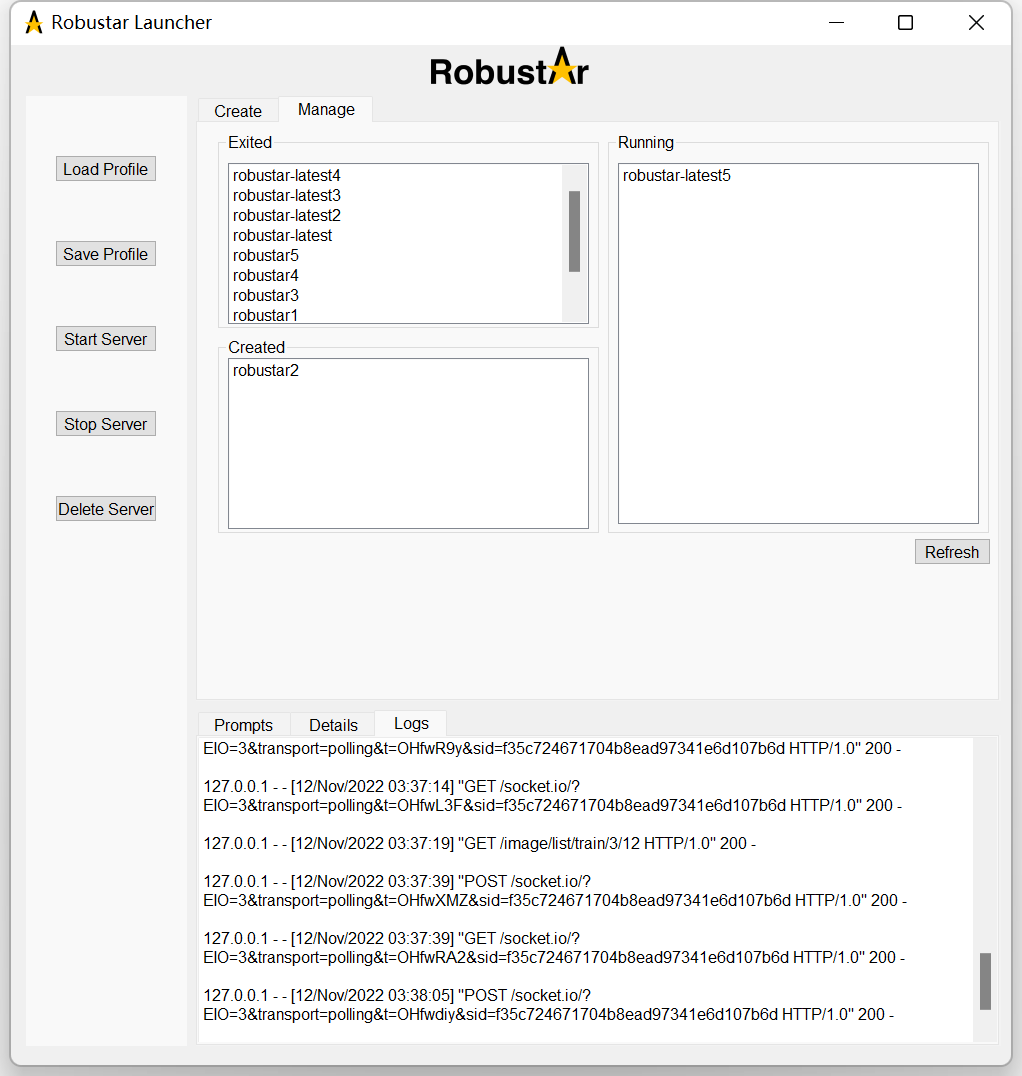 Robustar Launcher
Robustar
Load Profile
Save Profile
Start Server
Stop Server
Delete Server
Create
Manage
Exited
robustar-latest4
robustar-latest3
robustar-latest2
robustar-latest
robustar5
robustar4
robustar3
robustar1
Created
robustar2
Running
robustar-latest5
Refresh
Prompts
Details
Logs
EIO=3&transport=polling&t=OHfwR9y&sid=f35c724671704b8ead97341e6d107b6d HTTP/1.0" 200 -
127.0.0.1 - - [12/Nov/2022 03:37:14] "GET /socket.io/?
EIO=3&transport=polling&t=OHfwL3F&sid=f35c724671704b8ead97341e6d107b6d HTTP/1.0" 200 -
127.0.0.1 - - [12/Nov/2022 03:37:19] "GET /image/list/train/3/12 HTTP/1.0" 200 -
127.0.0.1 - - [12/Nov/2022 03:37:39] "POST /socket.io/?
EIO=3&transport=polling&t=OHfwXMZ&sid=f35c724671704b8ead97341e6d107b6d HTTP/1.0" 200 -
127.0.0.1 - - [12/Nov/2022 03:37:39] "GET /socket.io/?
EIO=3&transport=polling&t=OHfwRA2&sid=f35c724671704b8ead97341e6d107b6d HTTP/1.0" 200 -
127.0.0.1 - - [12/Nov/2022 03:38:05] "POST /socket.io/?
EIO=3&transport=polling&t=OHfwdiy&sid=f35c724671704b8ead97341e6d107b6d HTTP/1.0" 200 -